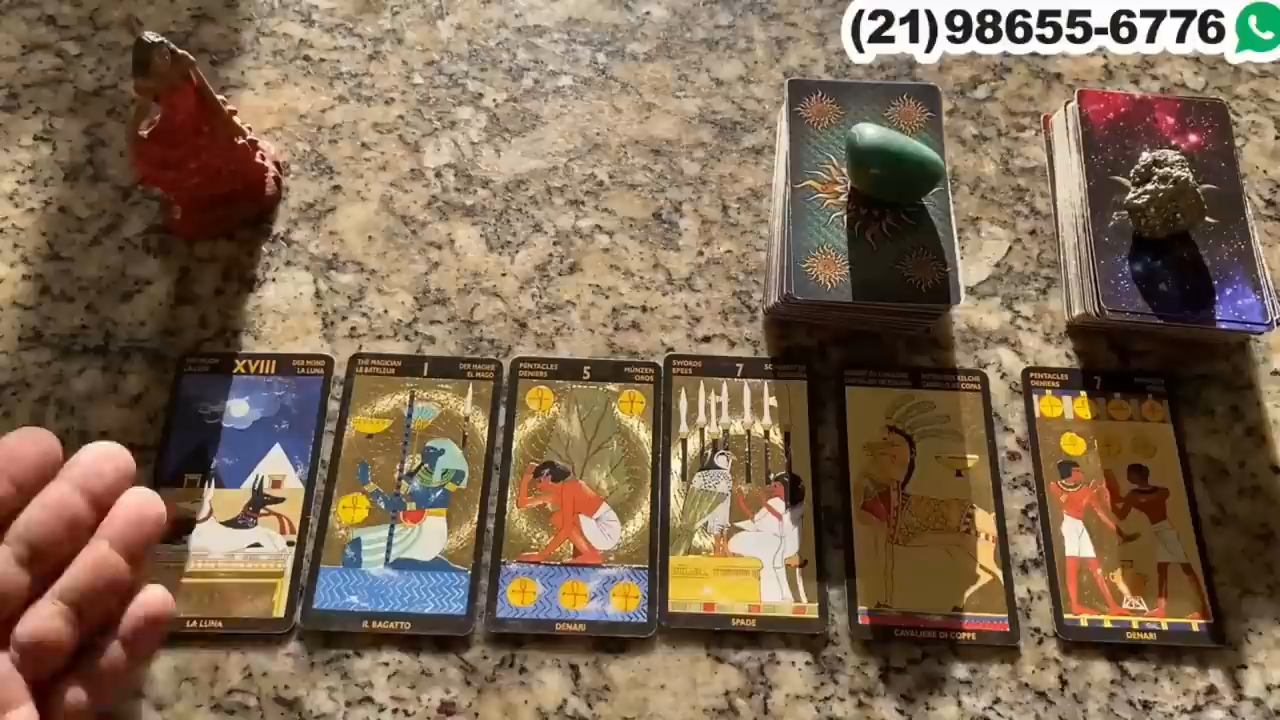 (21)98655-6776
XVIII
DER MOND
LA LUNA
LA LUNA
THE MAGICIAN
LE BATELEUR
I
DER MAGIER
EL MAGO
IL BAGATTO
PENTACLES
DENIERS
5
MÜNZEN
OROS
DENARI
SWORDS
EPEES
7
SPADE
CAVALIERE DI COPPE
PENTACLES
DENIERS
7
DENARI